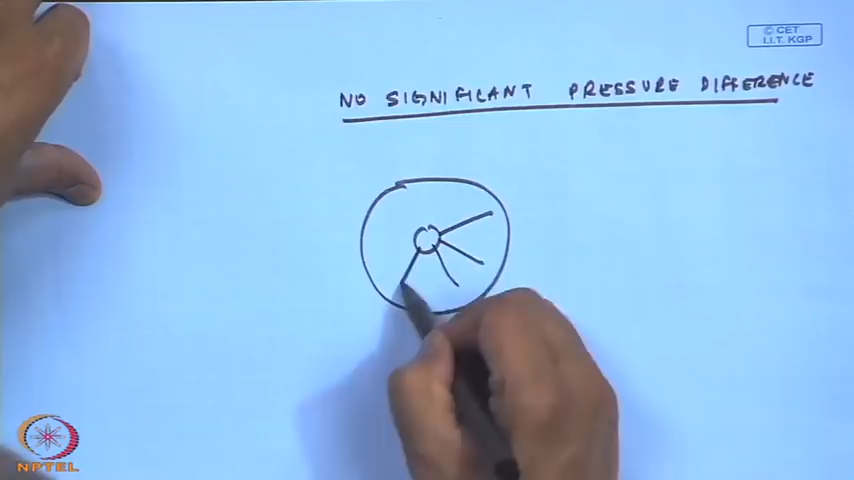 © CET
I.I.T. KGP
NO SIGNIFICANT PRESSURE DIFFERENCE
NPTEL